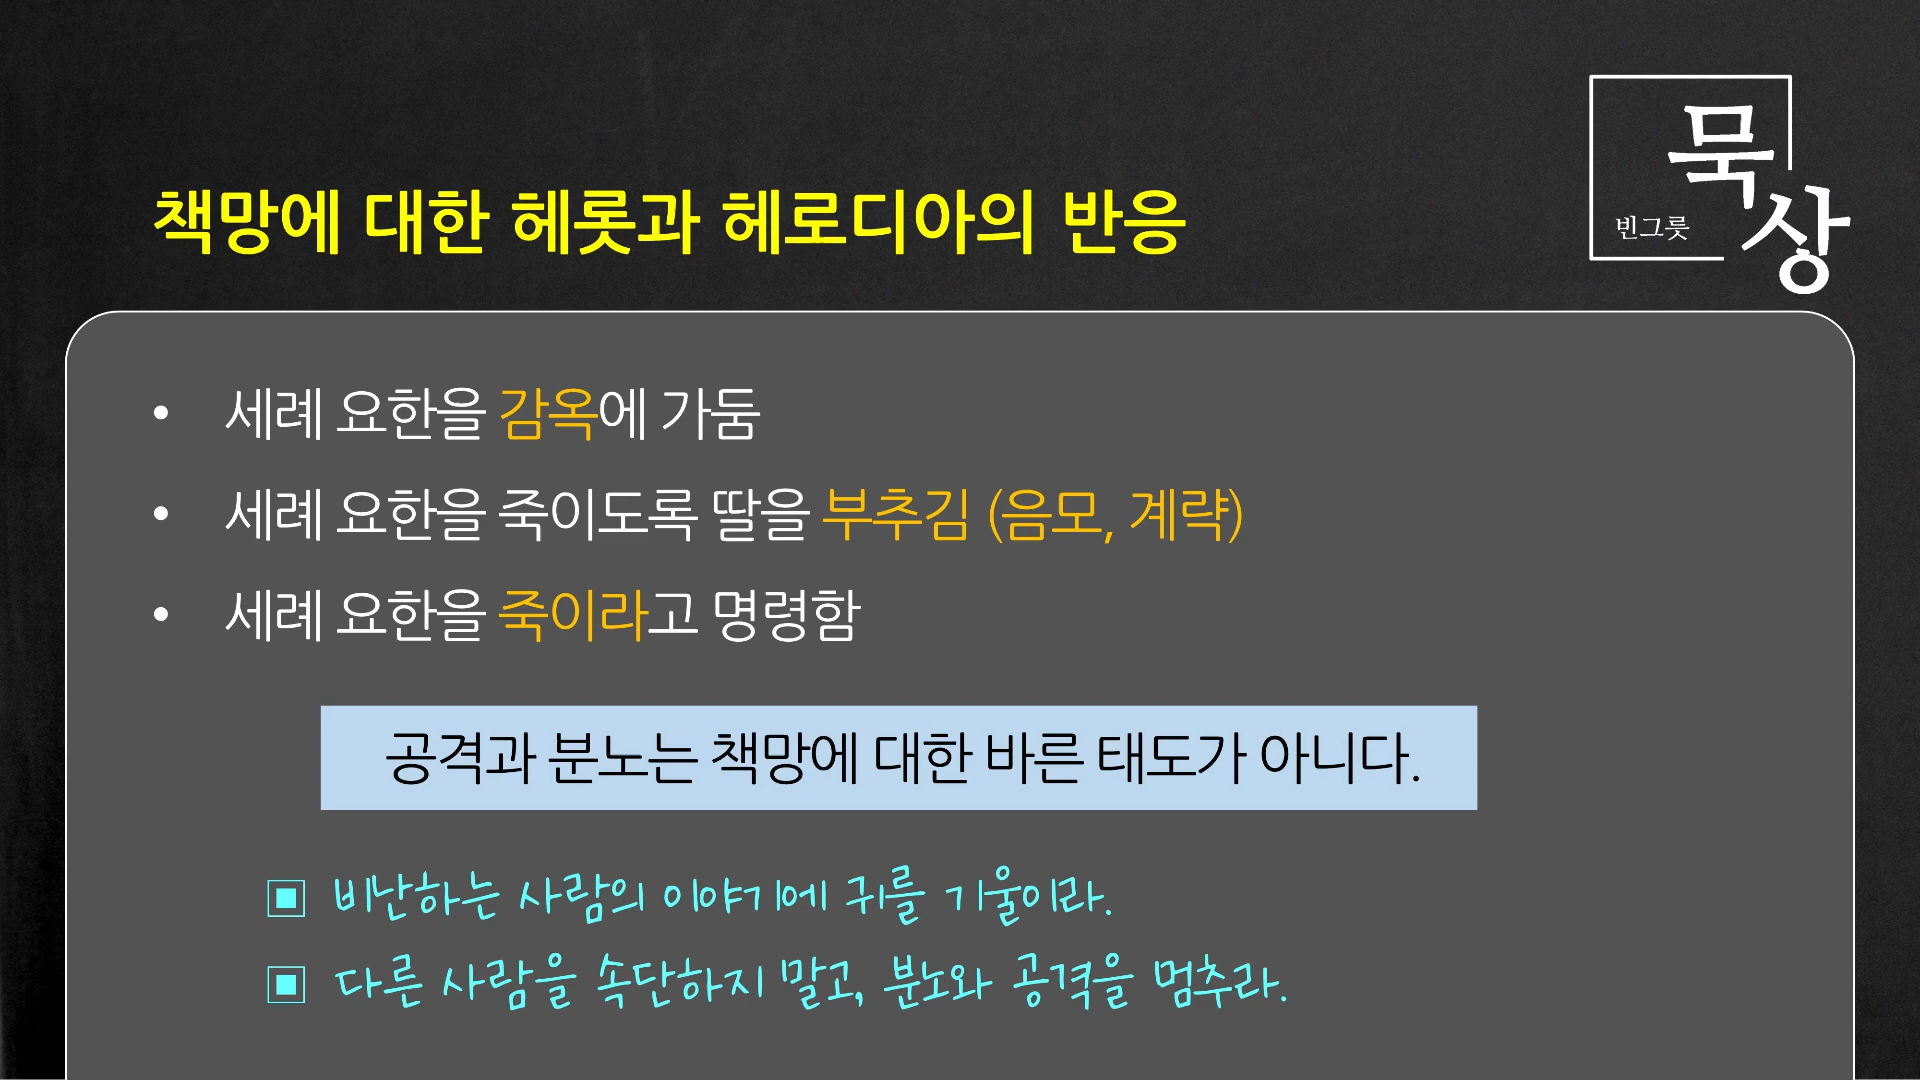 묵상
빈그릇
책망에 대한 헤롯과 헤로디아의 반응
• 세례 요한을 감옥에 가둠
• 세례 요한을 죽이도록 딸을 부추김 (음모, 계략)
• 세례 요한을 죽이라고 명령함
공격과 분노는 책망에 대한 바른 태도가 아니다.
▣ 비난하는 사람의 이야기에 귀를 기울이라.
▣ 다른 사람을 속단하지 말고, 분노와 공격을 멈추라.